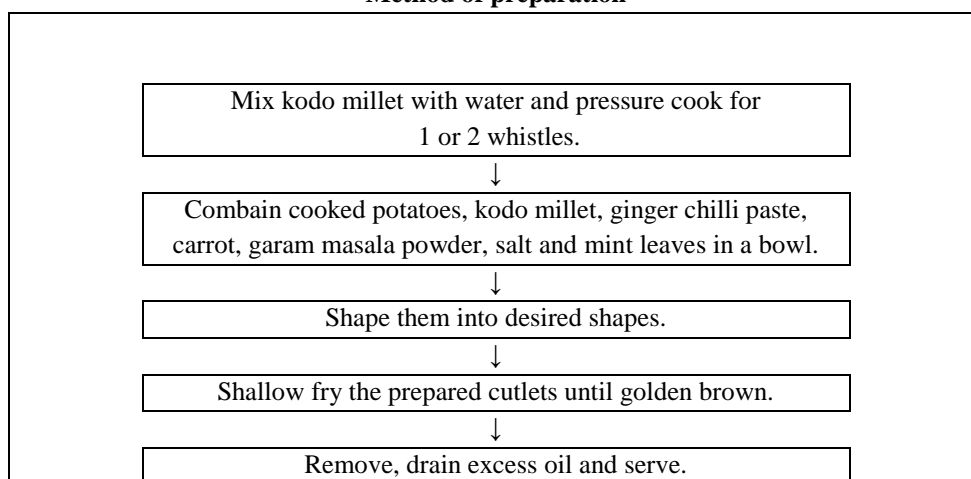 Method of preparation
Mix kodo millet with water and pressure cook for
1 or 2 whistles.
↓
Combain cooked potatoes, kodo millet, ginger chilli paste,
carrot, garam masala powder, salt and mint leaves in a bowl.
↓
Shape them into desired shapes.
↓
Shallow fry the prepared cutlets until golden brown.
↓
Remove, drain excess oil and serve.